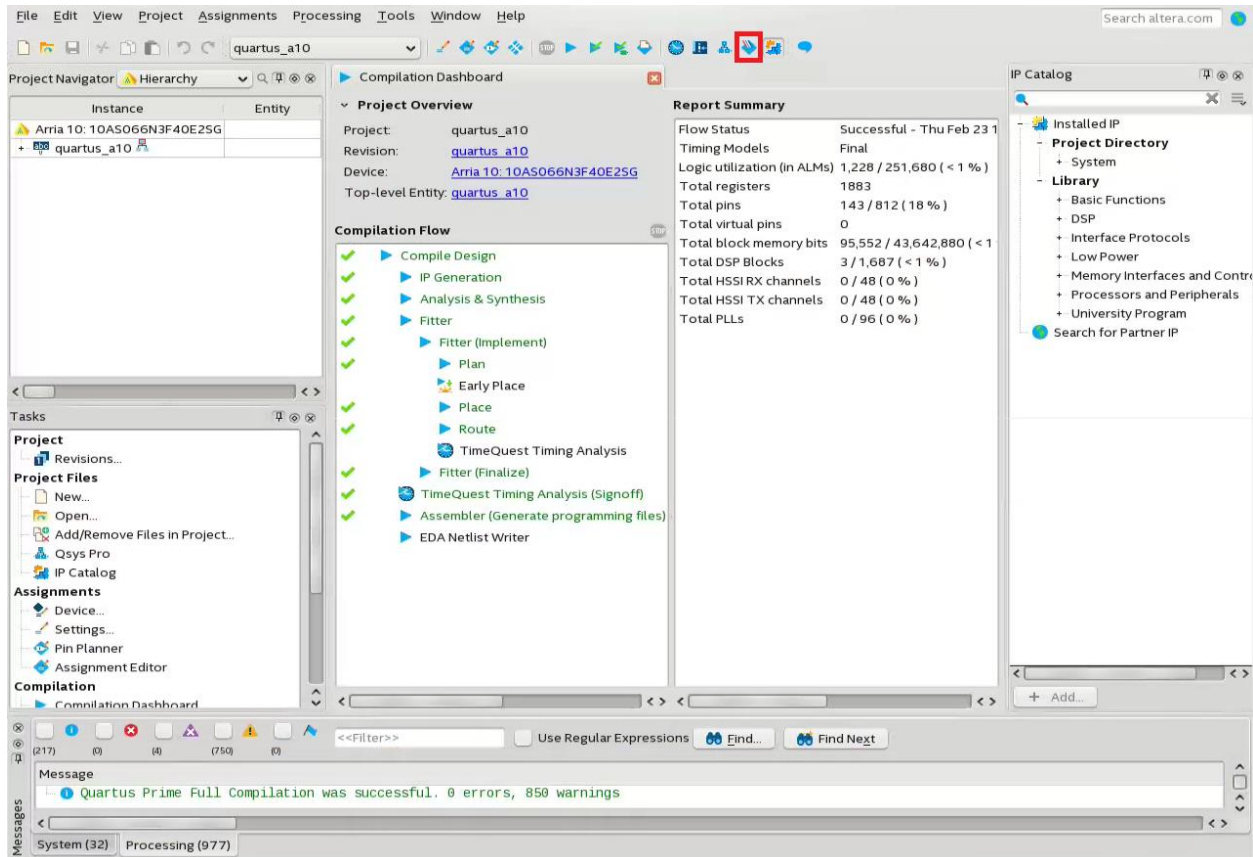 File Edit View Project Assignments Processing Tools Window Help
Search altera.com
quartus_a10
STOP
Project Navigator Hierarchy
Instance Entity
Arria 10: 10AS066N3F40E2SG
quartus_a10
Compilation Dashboard
Project Overview
Project: quartus_a10
Revision: quartus_a10
Device: Arria 10: 10AS066N3F40E2SG
Top-level Entity: quartus_a10
Compilation Flow
STOP
Compile Design
IP Generation
Analysis & Synthesis
Fitter
Fitter (Implement)
Plan
Early Place
Place
Route
TimeQuest Timing Analysis
Fitter (Finalize)
TimeQuest Timing Analysis (Signoff)
Assembler (Generate programming files)
EDA Netlist Writer
Report Summary
Flow Status Successful - Thu Feb 23 1
Timing Models Final
Logic utilization (in ALMs) 1,228 / 251,680 ( < 1 % )
Total registers 1883
Total pins 143 / 812 ( 18 % )
Total virtual pins 0
Total block memory bits 95,552 / 43,642,880 ( < 1
Total DSP Blocks 3 / 1,687 ( < 1 % )
Total HSSI RX channels 0 / 48 ( 0 % )
Total HSSI TX channels 0 / 48 ( 0 % )
Total PLLs 0 / 96 ( 0 % )
IP Catalog
Installed IP
Project Directory
System
Library
Basic Functions
DSP
Interface Protocols
Low Power
Memory Interfaces and Contro
Processors and Peripherals
University Program
Search for Partner IP
+ Add...
Tasks
Project
Revisions...
Project Files
New...
Open...
Add/Remove Files in Project...
Qsys Pro
IP Catalog
Assignments
Device...
Settings...
Pin Planner
Assignment Editor
Compilation
Compilation Dashboard
(217) (0) (4) (750) (0)
<<Filter>>
Use Regular Expressions Find... Find Next
Message
Quartus Prime Full Compilation was successful. 0 errors, 850 warnings
Messages
System (32) Processing (977)